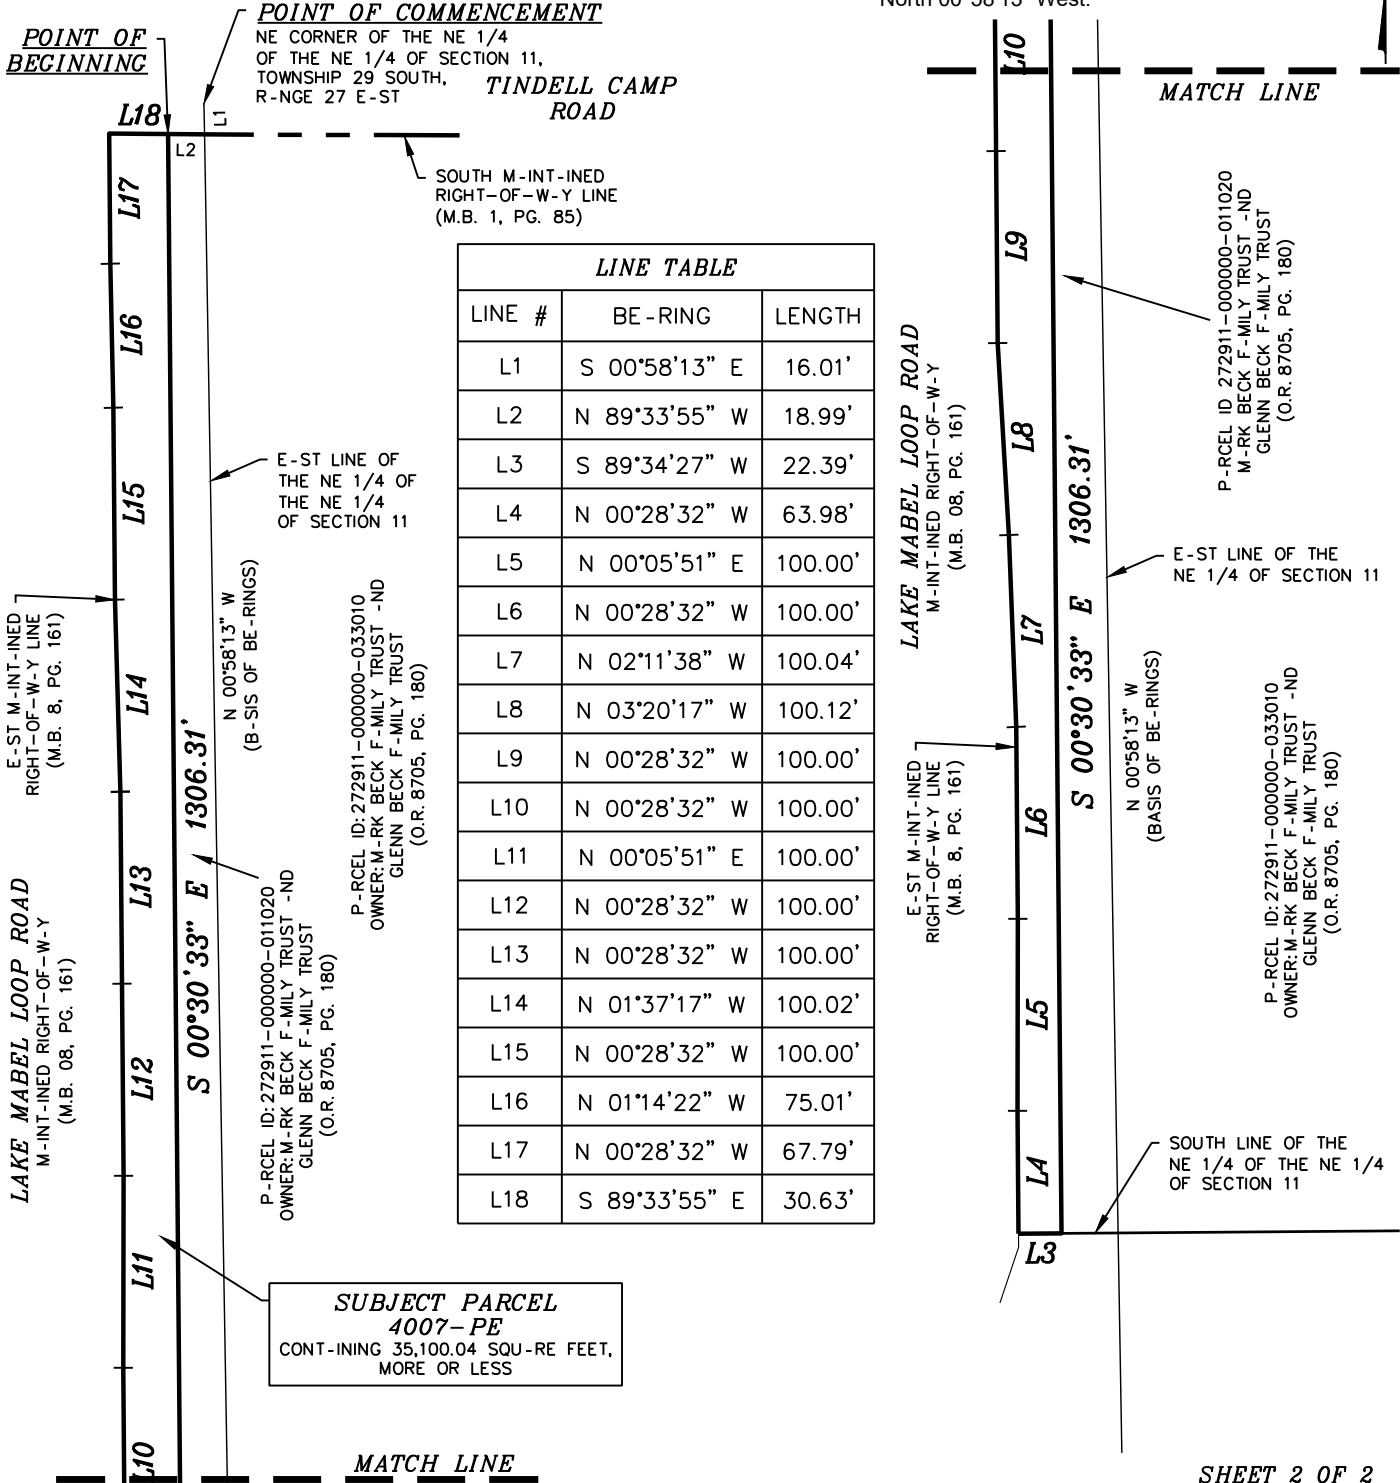 POINT OF COMMENCEMENT
NE CORNER OF THE NE 1/4
OF THE NE 1/4 OF SECTION 11,
TOWNSHIP 29 SOUTH,
R-NGE 27 E-ST
POINT OF
BEGINNING
TINDELL CAMP
ROAD
L18
L1
L2
SOUTH M-INT-INED
RIGHT-OF-W-Y LINE
(M.B. 1, PG. 85)
L17
L16
L15
L14
L13
L12
L11
L10
E-ST LINE OF
THE NE 1/4 OF
THE NE 1/4
OF SECTION 11
E-ST M-INT-INED
RIGHT-OF-W-Y LINE
(M.B. 8, PG. 161)
N 00°58'13" W
(B-SIS OF BE-RINGS)
S 00°30'33" E 1306.31'
P-RCEL ID:272911-000000-033010
OWNER:M-RK BECK F-MILY TRUST -ND
GLENN BECK F-MILY TRUST
(O.R. 8705, PG. 180)
LAKE MABEL LOOP ROAD
M-INT-INED RIGHT-OF-W-Y
(M.B. 08, PG. 161)
P-RCEL ID:272911-000000-011020
OWNER:M-RK BECK F-MILY TRUST -ND
GLENN BECK F-MILY TRUST
(O.R. 8705, PG. 180)
SUBJECT PARCEL
4007-PE
CONT-INING 35,100.04 SQU-RE FEET,
MORE OR LESS
MATCH LINE
LINE TABLE
LINE # BE-RING LENGTH
L1 S 00°58'13" E 16.01'
L2 N 89°33'55" W 18.99'
L3 S 89°34'27" W 22.39'
L4 N 00°28'32" W 63.98'
L5 N 00°05'51" E 100.00'
L6 N 00°28'32" W 100.00'
L7 N 02°11'38" W 100.04'
L8 N 03°20'17" W 100.12'
L9 N 00°28'32" W 100.00'
L10 N 00°28'32" W 100.00'
L11 N 00°05'51" E 100.00'
L12 N 00°28'32" W 100.00'
L13 N 00°28'32" W 100.00'
L14 N 01°37'17" W 100.02'
L15 N 00°28'32" W 100.00'
L16 N 01°14'22" W 75.01'
L17 N 00°28'32" W 67.79'
L18 S 89°33'55" E 30.63'
North 00°58'13" West.
L10
MATCH LINE
L9
L8
L7
L6
L5
L4
L3
P-RCEL ID 272911-000000-011020
M-RK BECK F-MILY TRUST -ND
GLENN BECK F-MILY TRUST
(O.R. 8705, PG. 180)
LAKE MABEL LOOP ROAD
M-INT-INED RIGHT-OF-W-Y
(M.B. 08, PG. 161)
S 00°30'33" E 1306.31'
E-ST LINE OF THE
NE 1/4 OF SECTION 11
N 00°58'13" W
(BASIS OF BE-RINGS)
E-ST M-INT-INED
RIGHT-OF-W-Y LINE
(M.B. 8, PG. 161)
P-RCEL ID:272911-000000-033010
OWNER:M-RK BECK F-MILY TRUST -ND
GLENN BECK F-MILY TRUST
(O.R. 8705, PG. 180)
SOUTH LINE OF THE
NE 1/4 OF THE NE 1/4
OF SECTION 11
SHEET 2 OF 2